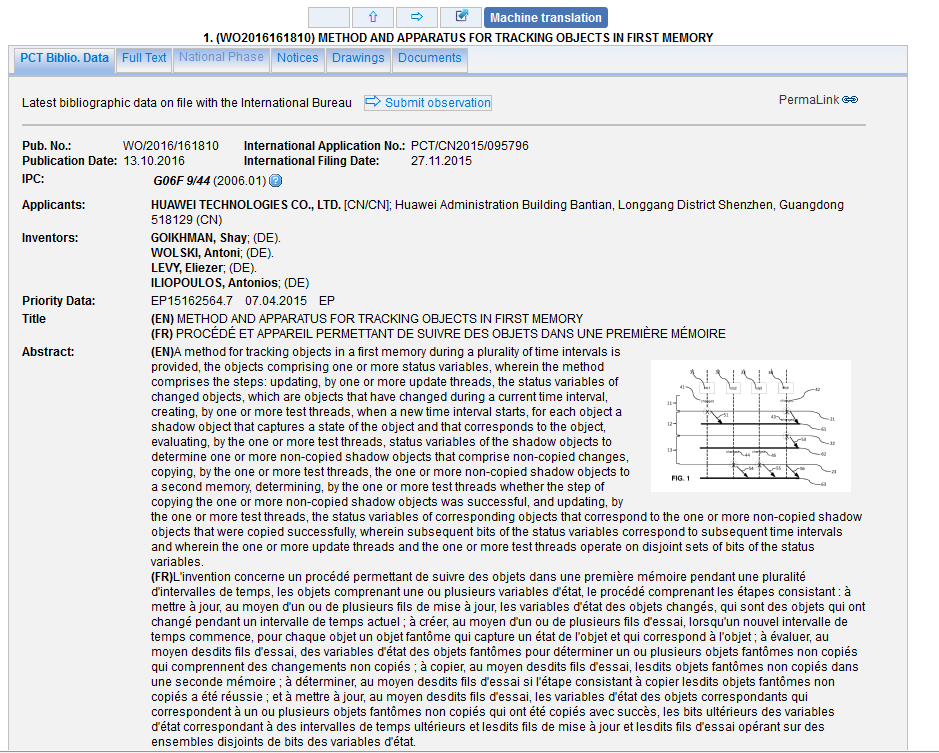 Machine translation
1. (WO2016161810) METHOD AND APPARATUS FOR TRACKING OBJECTS IN FIRST MEMORY
PCT Biblio. Data Full Text National Phase Notices Drawings Documents
Latest bibliographic data on file with the International Bureau Submit observation PermaLink
Pub. No.: WO/2016/161810 International Application No.: PCT/CN2015/095796
Publication Date: 13.10.2016 International Filing Date: 27.11.2015
IPC: G06F 9/44 (2006.01) ?
Applicants: HUAWEI TECHNOLOGIES CO., LTD. [CN/CN]; Huawei Administration Building Bantian, Longgang District Shenzhen, Guangdong
518129 (CN)
Inventors: GOIKHMAN, Shay; (DE).
WOLSKI, Antoni; (DE).
LEVY, Eliezer; (DE).
ILIOPOULOS, Antonios; (DE)
Priority Data: EP15162564.7 07.04.2015 EP
Title (EN) METHOD AND APPARATUS FOR TRACKING OBJECTS IN FIRST MEMORY
(FR) PROCÉDÉ ET APPAREIL PERMETTANT DE SUIVRE DES OBJETS DANS UNE PREMIÈRE MÉMOIRE
Abstract: (EN)A method for tracking objects in a first memory during a plurality of time intervals is
provided, the objects comprising one or more status variables, wherein the method
comprises the steps: updating, by one or more update threads, the status variables of
changed objects, which are objects that have changed during a current time interval,
creating, by one or more test threads, when a new time interval starts, for each object a
shadow object that captures a state of the object and that corresponds to the object,
evaluating, by the one or more test threads, status variables of the shadow objects to
determine one or more non-copied shadow objects that comprise non-copied changes,
copying, by the one or more test threads, the one or more non-copied shadow objects to
a second memory, determining, by the one or more test threads whether the step of
copying the one or more non-copied shadow objects was successful, and updating, by
the one or more test threads, the status variables of corresponding objects that correspond to the one or more non-copied shadow
objects that were copied successfully, wherein subsequent bits of the status variables correspond to subsequent time intervals
and wherein the one or more update threads and the one or more test threads operate on disjoint sets of bits of the status
variables.
FIG. 1
(FR)L'invention concerne un procédé permettant de suivre des objets dans une première mémoire pendant une pluralité
d'intervalles de temps, les objets comprenant une ou plusieurs variables d'état, le procédé comprenant les étapes consistant : à
mettre à jour, au moyen d'un ou de plusieurs fils de mise à jour, les variables d'état des objets changés, qui sont des objets qui ont
changé pendant un intervalle de temps actuel ; à créer, au moyen d'un ou de plusieurs fils d'essai, lorsqu'un nouvel intervalle de
temps commence, pour chaque objet un objet fantôme qui capture un état de l'objet et qui correspond à l'objet ; à évaluer, au
moyen desdits fils d'essai, des variables d'état des objets fantômes pour déterminer un ou plusieurs objets fantômes non copiés
qui comprennent des changements non copiés ; à copier, au moyen desdits fils d'essai, lesdits objets fantômes non copiés dans
une seconde mémoire ; à déterminer, au moyen desdits fils d'essai si l'étape consistant à copier lesdits objets fantômes non
copiés a été réussie ; et à mettre à jour, au moyen desdits fils d'essai, les variables d'état des objets correspondants qui
correspondent à un ou plusieurs objets fantômes non copiés qui ont été copiés avec succès, les bits ultérieurs des variables
d'état correspondant à des intervalles de temps ultérieurs et lesdits fils de mise à jour et lesdits fils d'essai opérant sur des
ensembles disjoints de bits des variables d'état.